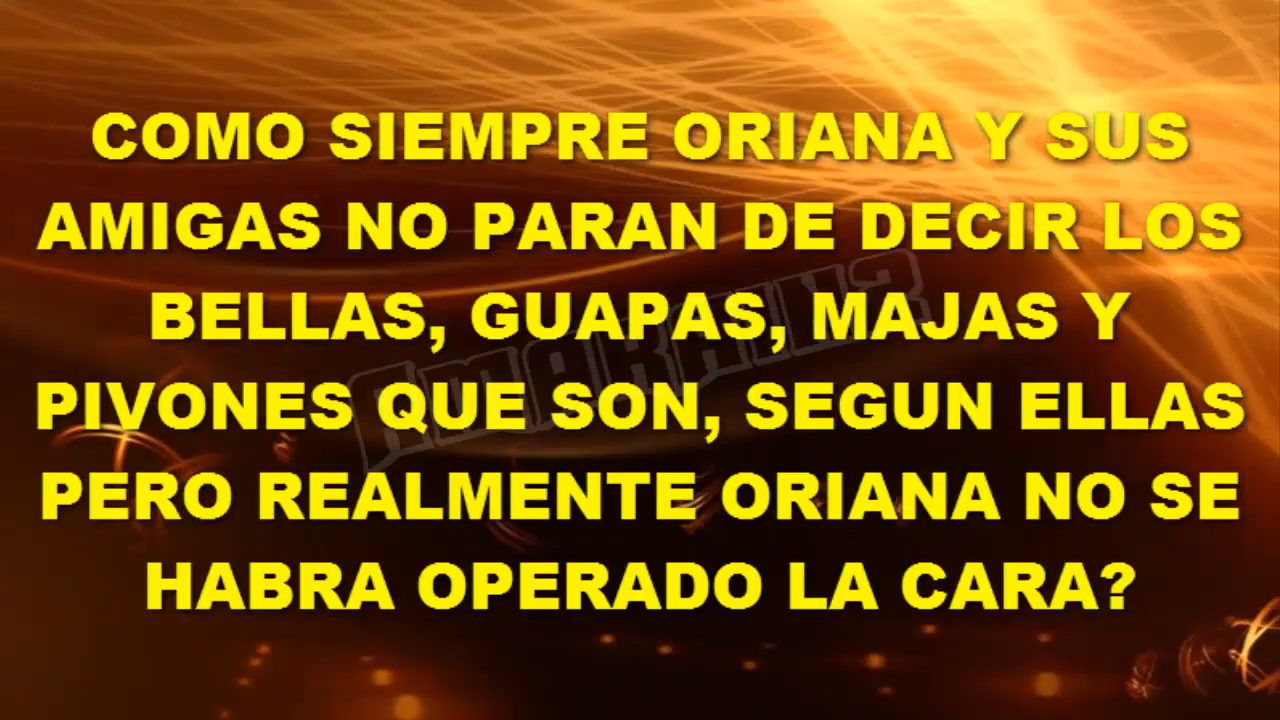 COMO SIEMPRE ORIANA Y SUS
AMIGAS NO PARAN DE DECIR LOS
BELLAS, GUAPAS, MAJAS Y
PIVONES QUE SON, SEGUN ELLAS
PERO REALMENTE ORIANA NO SE
HABRA OPERADO LA CARA?